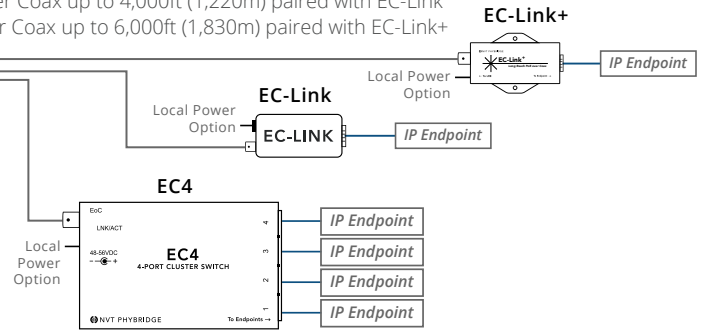 er Coax up to 4,000ft (1,220m) paired with EC-Link
r Coax up to 6,000ft (1,830m) paired with EC-Link+
EC-Link+
EC-Link+
IP Endpoint
Local Power
Option
EC-Link
Local Power
Option
EC-LINK
IP Endpoint
EC4
EoC
LNK/ACT
Local
Power
Option
48-56VDC
- +
EC4
4-PORT CLUSTER SWITCH
NVT PHYBRIDGE
To Endpoints →
4
IP Endpoint
3
IP Endpoint
2
IP Endpoint
1
IP Endpoint